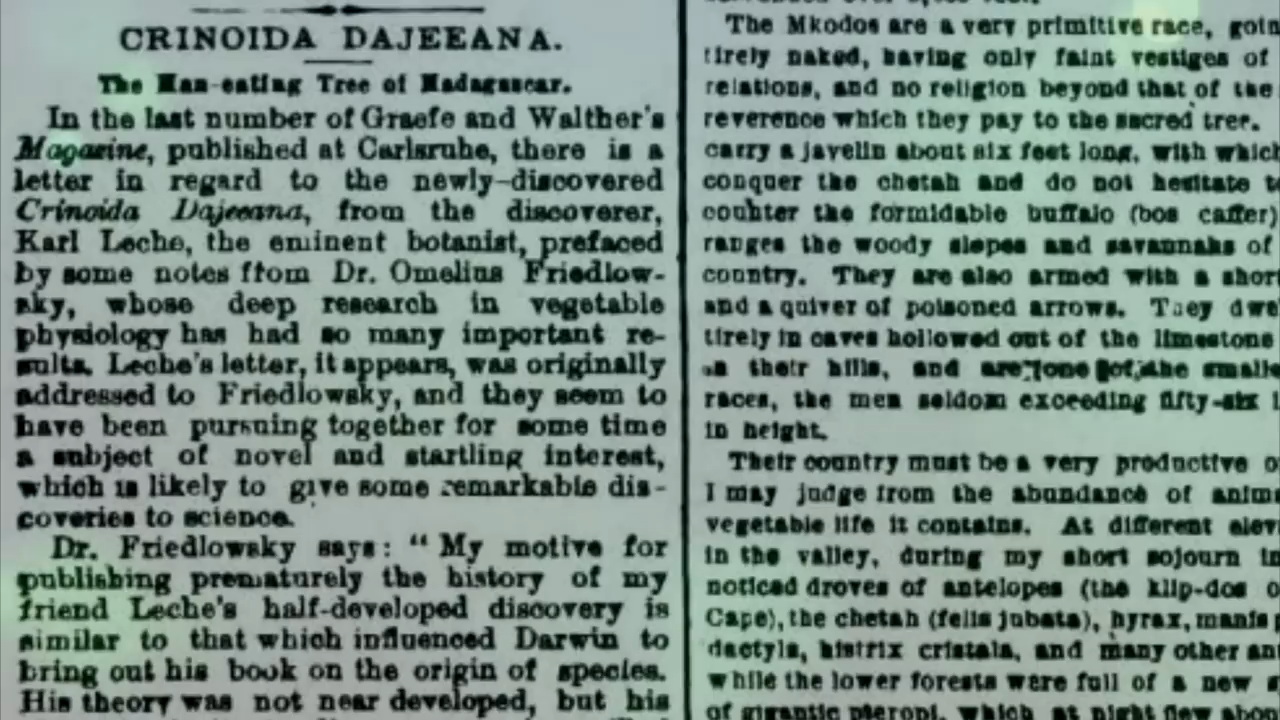 CRINOIDA DAJEEANA.
The Man-eating Tree of Madagascar.
In the last number of Graefe and Walther's
Magazine, published at Carlsruhe, there is a
letter in regard to the newly-discovered
Crinoida Dajeeana, from the discoverer,
Karl Leche, the eminent botanist, prefaced
by some notes from Dr. Omelius Friedlow-
sky, whose deep research in vegetable
physiology has had so many important re-
sults. Leche's letter, it appears, was originally
addressed to Friedlowsky, and they seem to
have been pursuing together for some time
a subject of novel and startling interest,
which is likely to give some remarkable dis-
coveries to science.
Dr. Friedlowsky says: “My motive for
publishing prematurely the history of my
friend Leche's half-developed discovery is
similar to that which influenced Darwin to
bring out his book on the origin of species.
His theory was not near developed, but his
The Mkodos are a very primitive race, goin
tirely naked, having only faint vestiges of
relations, and no religion beyond that of the
reverence which they pay to the sacred tree.
carry a javelin about six feet long, with which
conquer the chetah and do not hesitate t
counter the formidable buffalo (bos caffer)
ranges the woody slopes and savannahs of
country. They are also armed with a shor
and a quiver of poisoned arrows. They dwe
tirely in caves hollowed out of the limestone
their hills, and are one of the smalle
races, the men seldom exceeding fifty-six i
in height.
Their country must be a very productive o
I may judge from the abundance of anim
vegetable life it contains. At different elev
in the valley, during my short sojourn in
noticed droves of antelopes (the klip-dos o
Cape), the chetah (felis jubata), hyrax, manis p
dactyla, histrix cristata, and many other an
while the lower forests were full of a new s
of gigantic pteropi, which at night flew abou